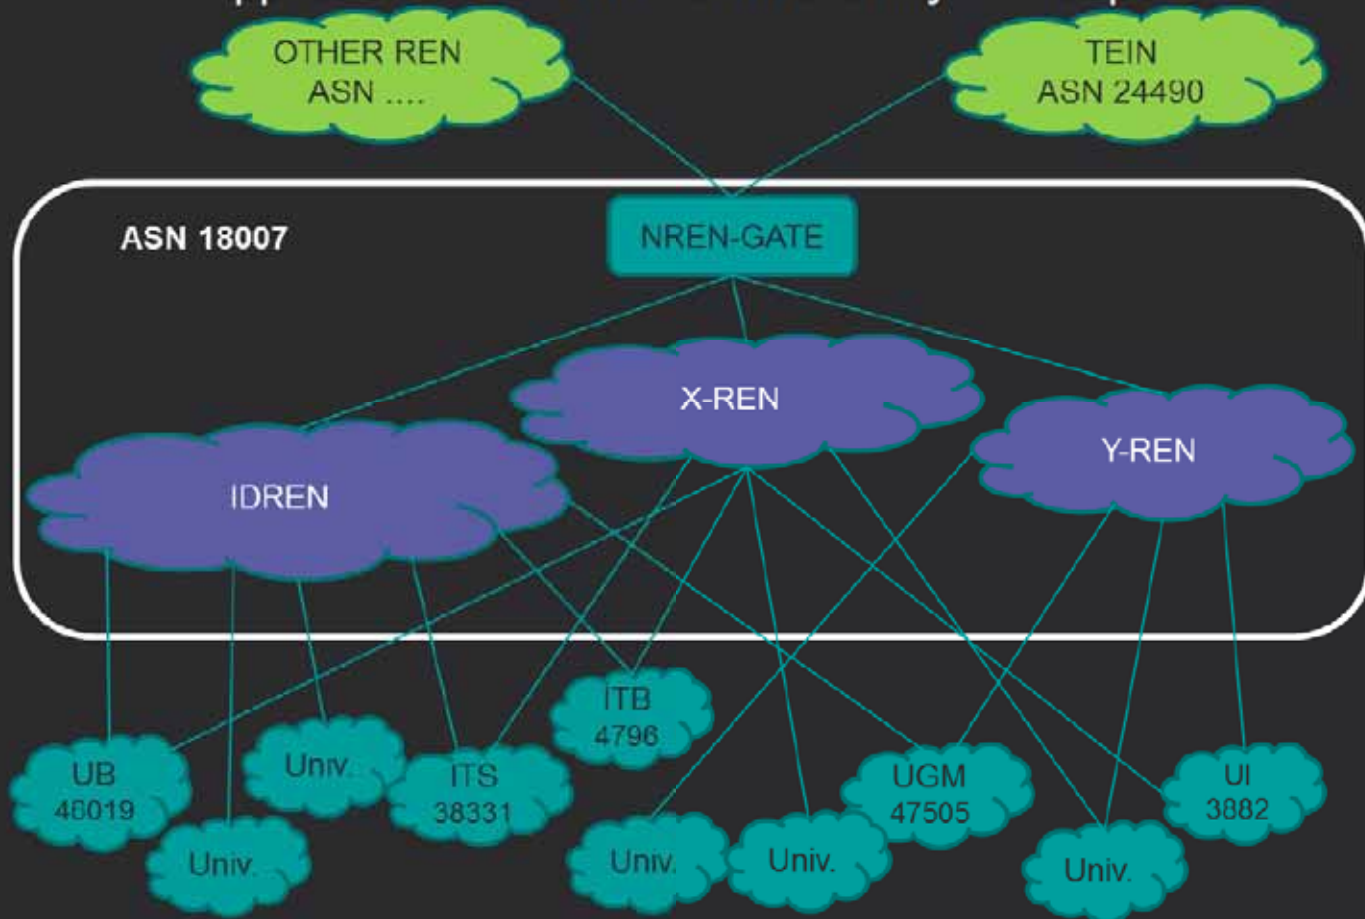 OTHER REN
ASN ....
TEIN
ASN 24490
ASN 18007
NREN-GATE
X-REN
Y-REN
IDREN
ITB
4796
UB
46019
Univ.
ITS
38331
UGM
47505
UI
3882
Univ.
Univ.
Univ.
Univ.